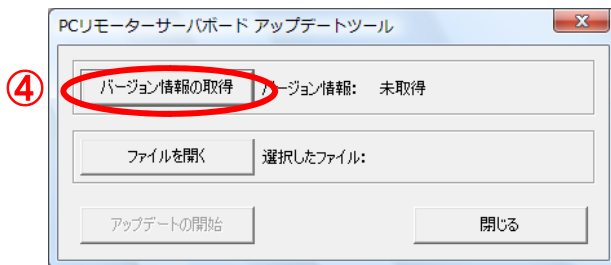 PCリモーターサーバボード アップデートツール
④ バージョン情報の取得 バージョン情報: 未取得
ファイルを開く 選択したファイル:
アップデートの開始 閉じる